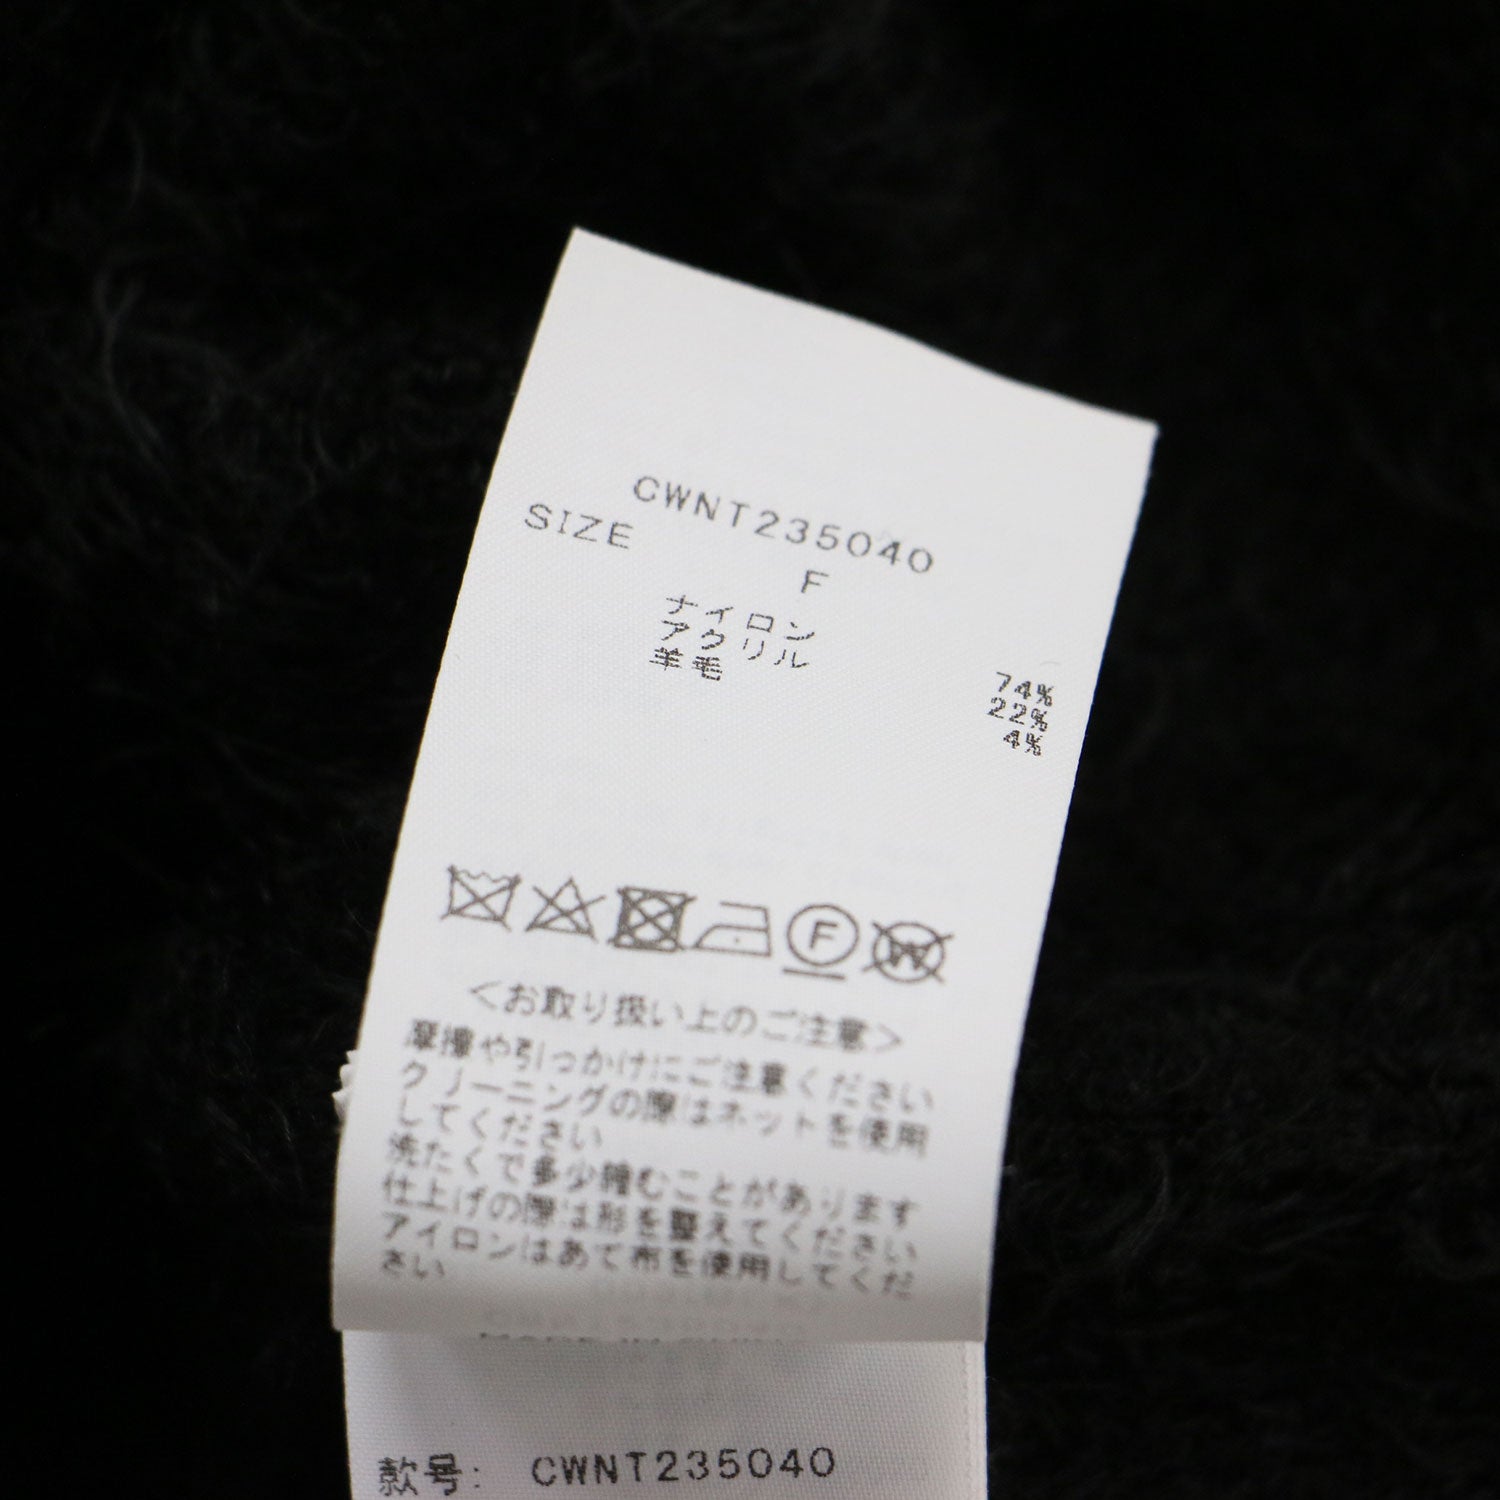 CWNT235040
SIZE F
ナイロン 74%
アクリル 22%
羊毛 4%
F W
<お取り扱い上のご注意>
摩擦や引っかけにご注意ください
クリーニングの際はネットを使用
してください
洗たくで多少縮むことがあります
仕上げの際は形を整えてください
アイロンはあて布を使用してくだ
さい
款号: CWNT235040